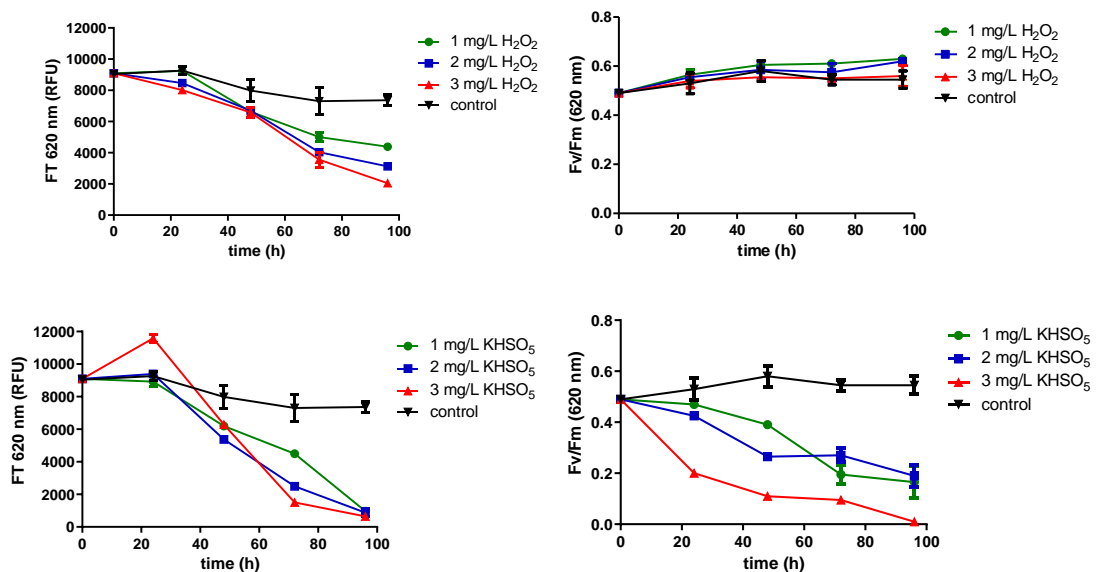 12000
10000
8000
6000
4000
2000
0
FT 620 nm (RFU)
0 20 40 60 80 100
time (h)
1 mg/L H₂O₂
2 mg/L H₂O₂
3 mg/L H₂O₂
control
0.8
0.6
0.4
0.2
0.0
Fv/Fm (620 nm)
0 20 40 60 80 100
time (h)
1 mg/L H₂O₂
2 mg/L H₂O₂
3 mg/L H₂O₂
control
12000
10000
8000
6000
4000
2000
0
FT 620 nm (RFU)
0 20 40 60 80 100
time (h)
1 mg/L KHSO₅
2 mg/L KHSO₅
3 mg/L KHSO₅
control
0.8
0.6
0.4
0.2
0.0
Fv/Fm (620 nm)
0 20 40 60 80 100
time (h)
1 mg/L KHSO₅
2 mg/L KHSO₅
3 mg/L KHSO₅
control